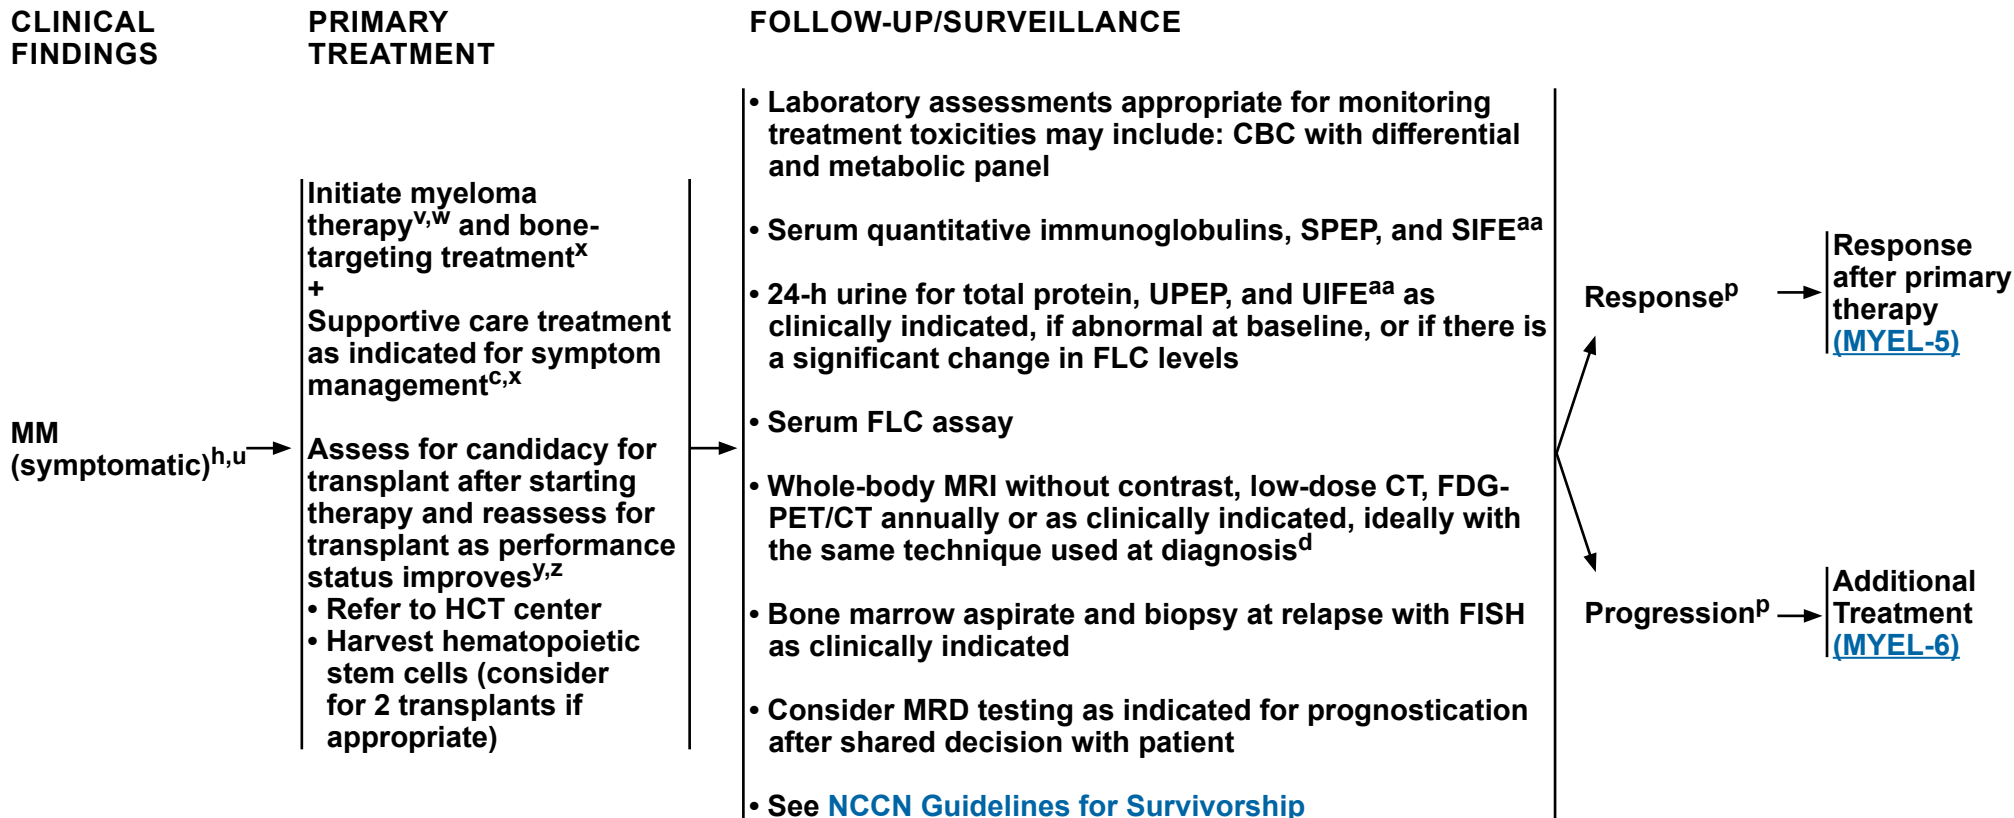 CLINICAL
FINDINGS
PRIMARY
TREATMENT
FOLLOW-UP/SURVEILLANCE
MM
(symptomatic)h,u
Initiate myeloma
therapyv,w and bone-
targeting treatmentx
+
Supportive care treatment
as indicated for symptom
managementc,x
Assess for candidacy for
transplant after starting
therapy and reassess for
transplant as performance
status improvesy,z
• Refer to HCT center
• Harvest hematopoietic
stem cells (consider
for 2 transplants if
appropriate)
• Laboratory assessments appropriate for monitoring
treatment toxicities may include: CBC with differential
and metabolic panel
• Serum quantitative immunoglobulins, SPEP, and SIFEaa
• 24-h urine for total protein, UPEP, and UIFEaa as
clinically indicated, if abnormal at baseline, or if there is
a significant change in FLC levels
• Serum FLC assay
• Whole-body MRI without contrast, low-dose CT, FDG-
PET/CT annually or as clinically indicated, ideally with
the same technique used at diagnosisd
• Bone marrow aspirate and biopsy at relapse with FISH
as clinically indicated
• Consider MRD testing as indicated for prognostication
after shared decision with patient
• See NCCN Guidelines for Survivorship
Responsep
Response
after primary
therapy
(MYEL-5)
Progressionp
Additional
Treatment
(MYEL-6)